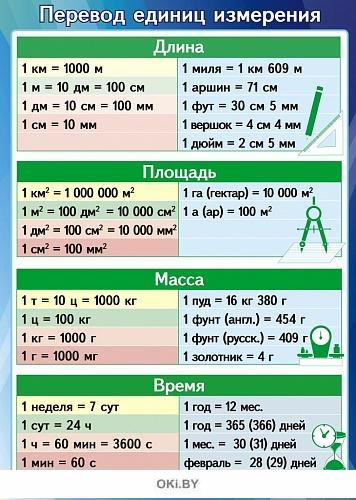 Перевод единиц измерения
Длина
1 км = 1000 м
1 м = 10 дм = 100 см
1 дм = 10 см = 100 мм
1 см = 10 мм
1 миля = 1 км 609 м
1 аршин = 71 см
1 фут = 30 см 5 мм
1 вершок = 4 см 4 мм
1 дюйм = 2 см 5 мм
Площадь
1 км² = 1 000 000 м²
1 м² = 100 дм² = 10 000 см²
1 дм² = 100 см² = 10 000 мм²
1 см² = 100 мм²
1 га (гектар) = 10 000 м²
1 а (ар) = 100 м²
Масса
1 т = 10 ц = 1000 кг
1 ц = 100 кг
1 кг = 1000 г
1 г = 1000 мг
1 пуд = 16 кг 380 г
1 фунт (англ.) = 454 г
1 фунт (русск.) = 409 г
1 золотник = 4 г
Время
1 неделя = 7 сут
1 сут = 24 ч
1 ч = 60 мин = 3600 с
1 мин = 60 с
1 год = 12 мес.
1 год = 365 (366) дней
1 мес. = 30 (31) дней
февраль = 28 (29) дней
OKi.BY